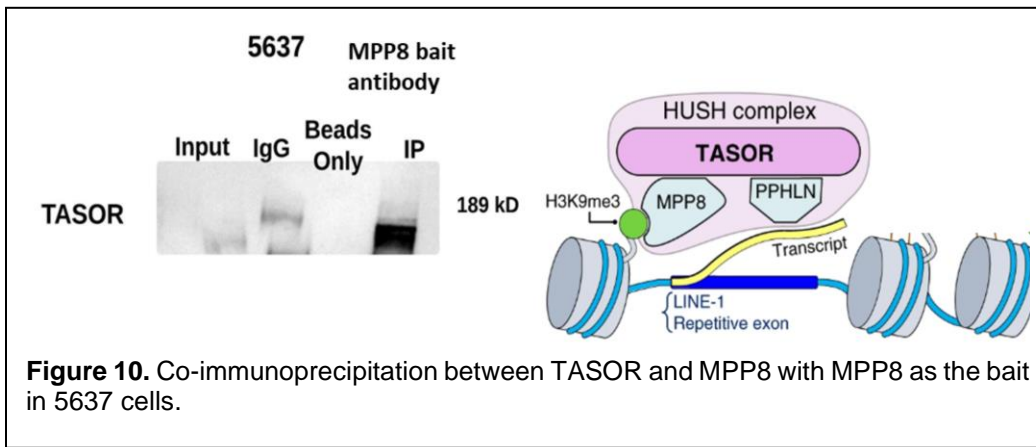 5637
MPP8 bait
antibody
Input IgG Beads
Only IP
TASOR
189 kD
HUSH complex
TASOR
MPP8
PPHLN
H3K9me3
Transcript
LINE-1
Repetitive exon
Figure 10. Co-immunoprecipitation between TASOR and MPP8 with MPP8 as the bait
in 5637 cells.